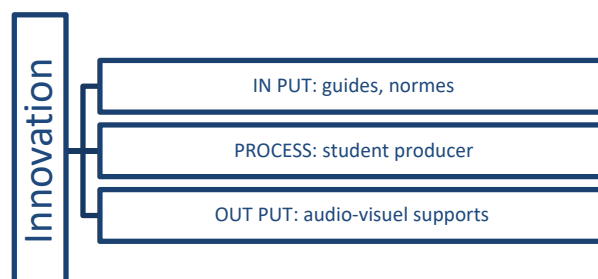 Innovation
IN PUT: guides, normes
PROCESS: student producer
OUT PUT: audio-visuel supports